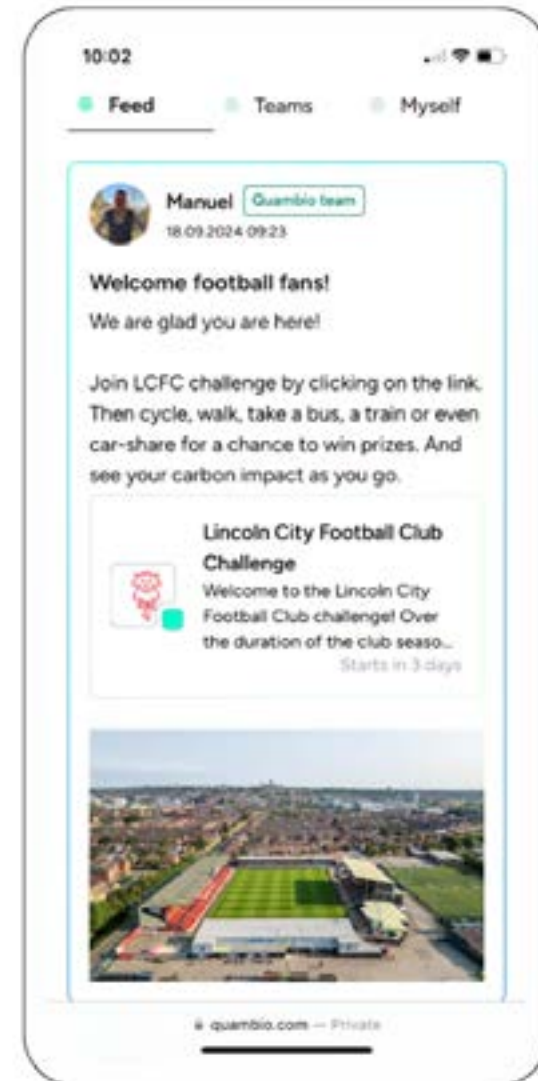 10:02
Feed Teams Myself
Manuel Quambio team
18.09.2024 09:23
Welcome football fans!
We are glad you are here!
Join LCFC challenge by clicking on the link.
Then cycle, walk, take a bus, a train or even
car-share for a chance to win prizes. And
see your carbon impact as you go.
Lincoln City Football Club
Challenge
Welcome to the Lincoln City
Football Club challenge! Over
the duration of the club seaso...
Starts in 3 days
quambio.com — Private